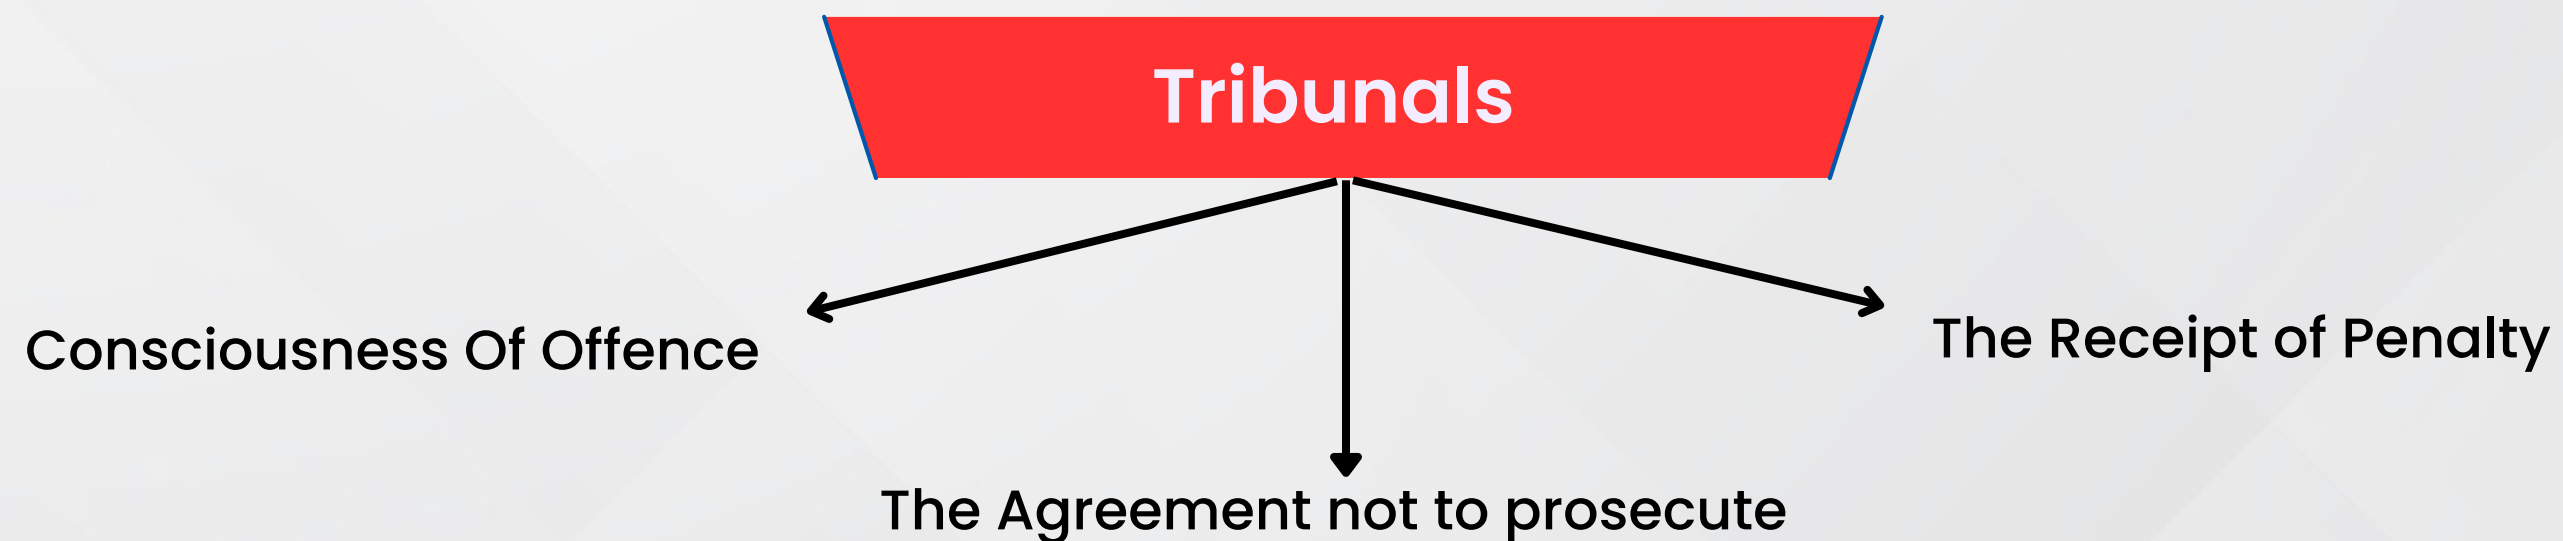 Tribunals
Consciousness Of Offence
The Receipt of Penalty
The Agreement not to prosecute